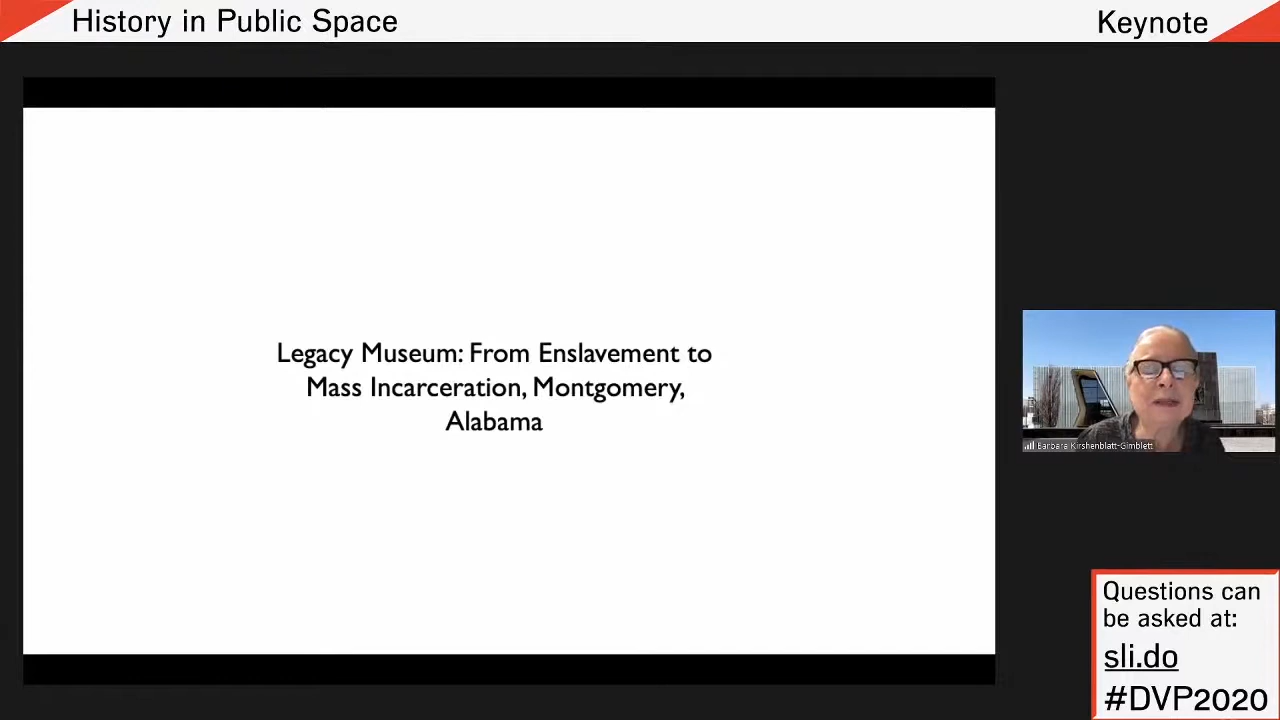 History in Public Space
Keynote
Legacy Museum: From Enslavement to
Mass Incarceration, Montgomery,
Alabama
Barbara Kirshenblatt-Gimblett
Questions can
be asked at:
sli.do
#DVP2020